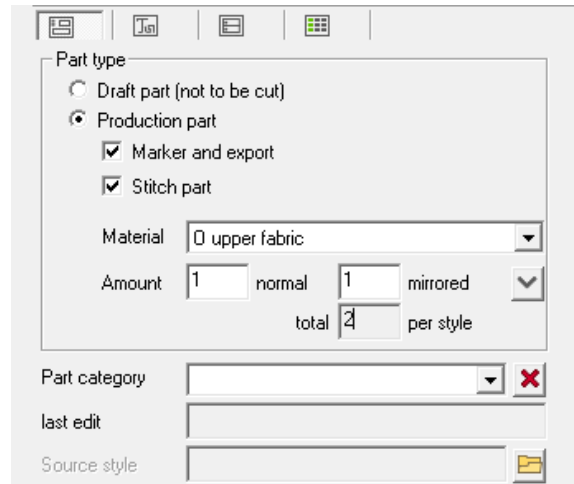 Part type
Draft part (not to be cut)
Production part
Marker and export
Stitch part
Material O upper fabric
Amount 1 normal 1 mirrored
total 2 per style
Part category
last edit
Source style